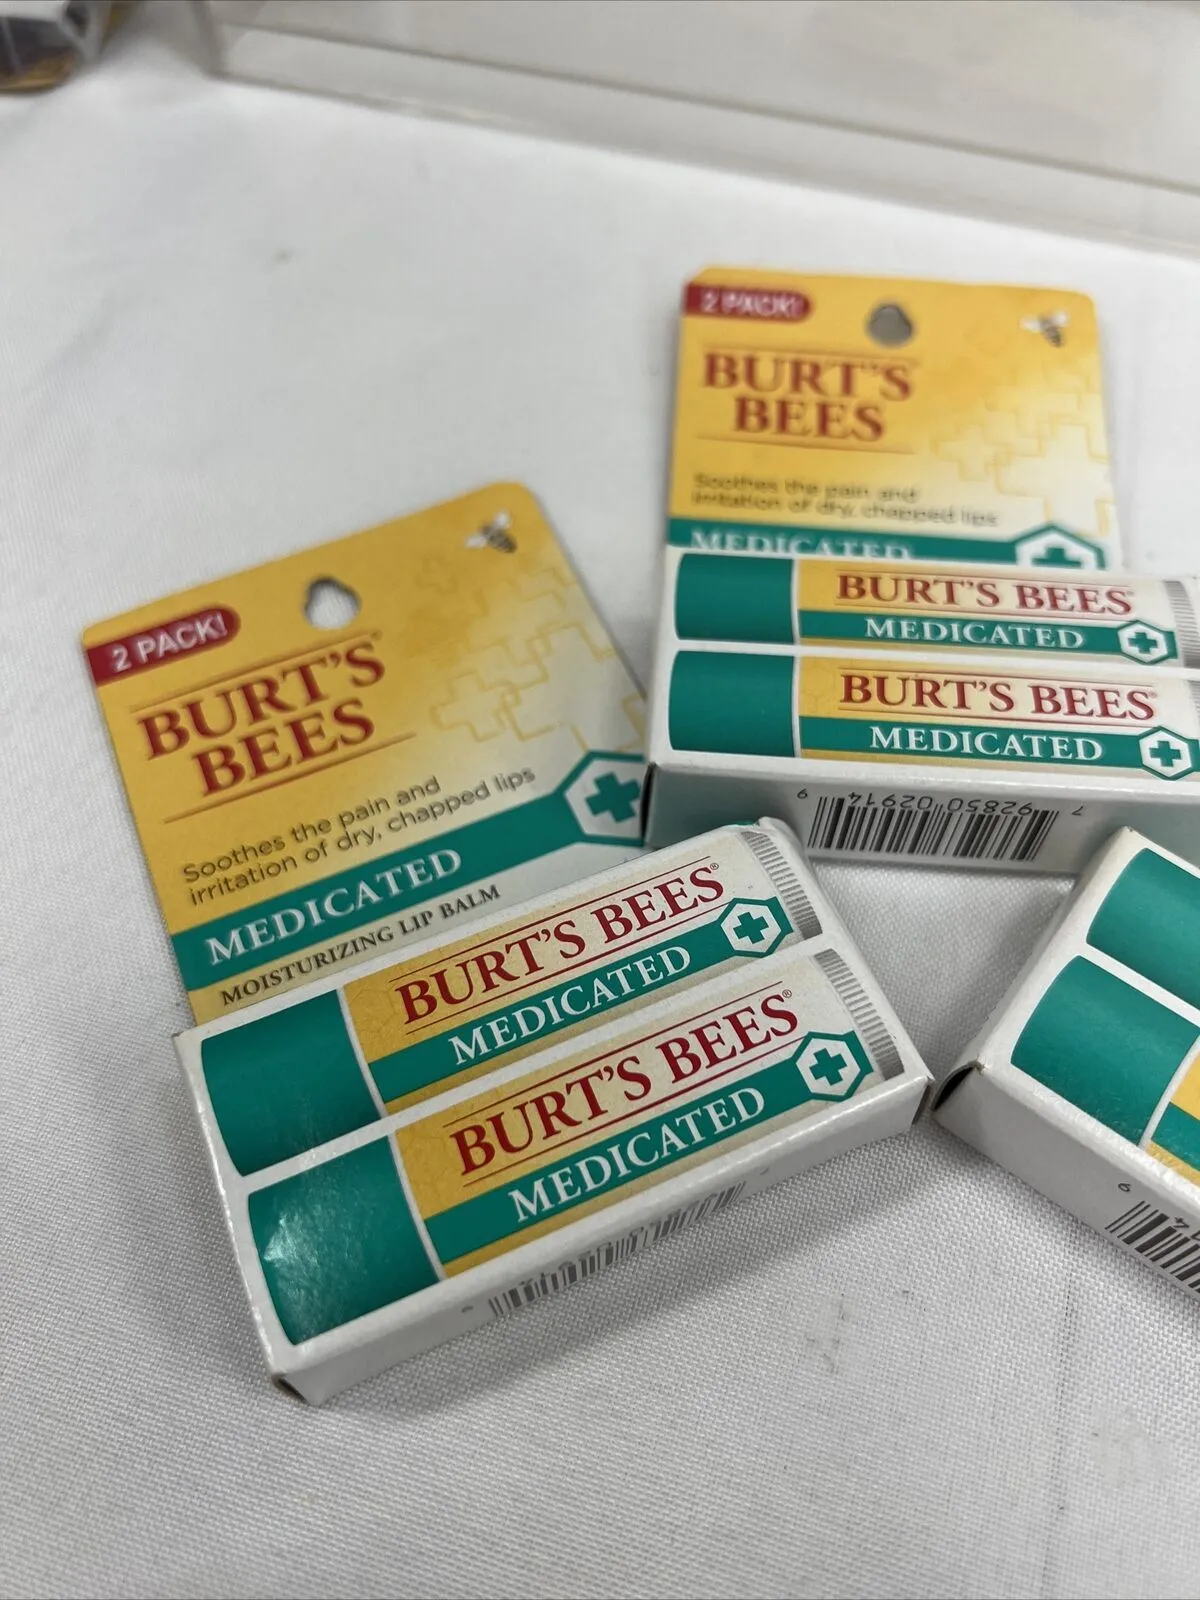 2 PACK!
BURT'S
BEES
Soothes the pain and
irritation of dry, chapped lips
MEDICATED
MOISTURIZING LIP BALM
BURT'S BEES®
MEDICATED
BURT'S BEES®
MEDICATED
2 PACK!
BURT'S
BEES
Soothes the pain and
irritation of dry, chapped lips
MEDICATED
BURT'S BEES®
MEDICATED
BURT'S BEES®
MEDICATED
7 92850 02914 9
4 9